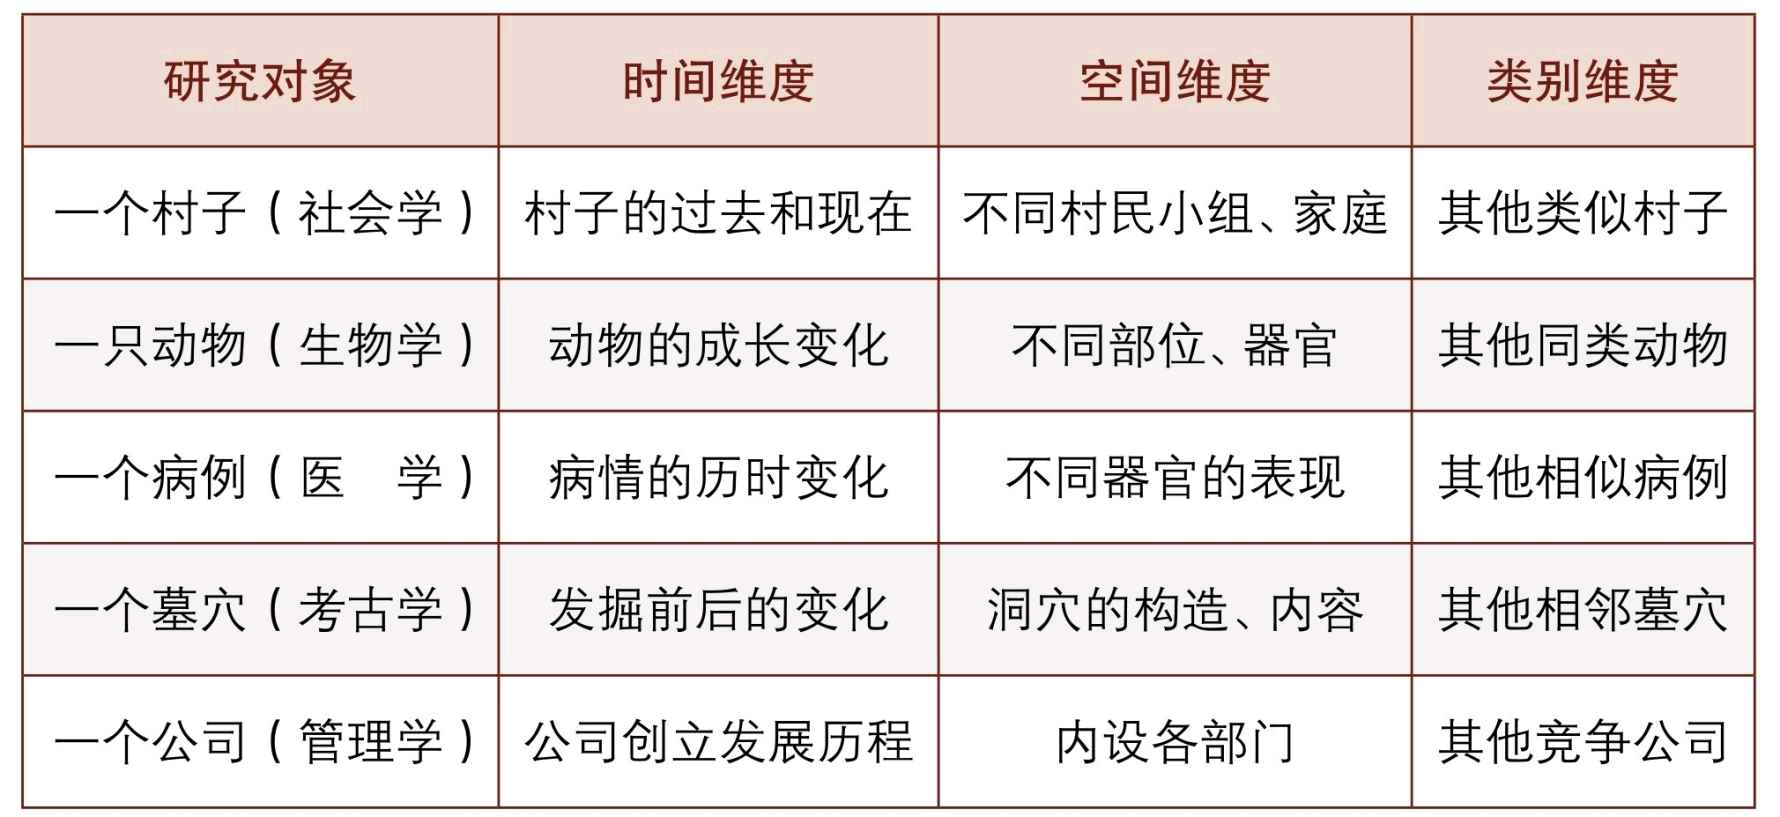 研究对象 时间维度 空间维度 类别维度
一个村子（社会学） 村子的过去和现在 不同村民小组、家庭 其他类似村子
一只动物（生物学） 动物的成长变化 不同部位、器官 其他同类动物
一个病例（医　学） 病情的历时变化 不同器官的表现 其他相似病例
一个墓穴（考古学） 发掘前后的变化 洞穴的构造、内容 其他相邻墓穴
一个公司（管理学） 公司创立发展历程 内设各部门 其他竞争公司